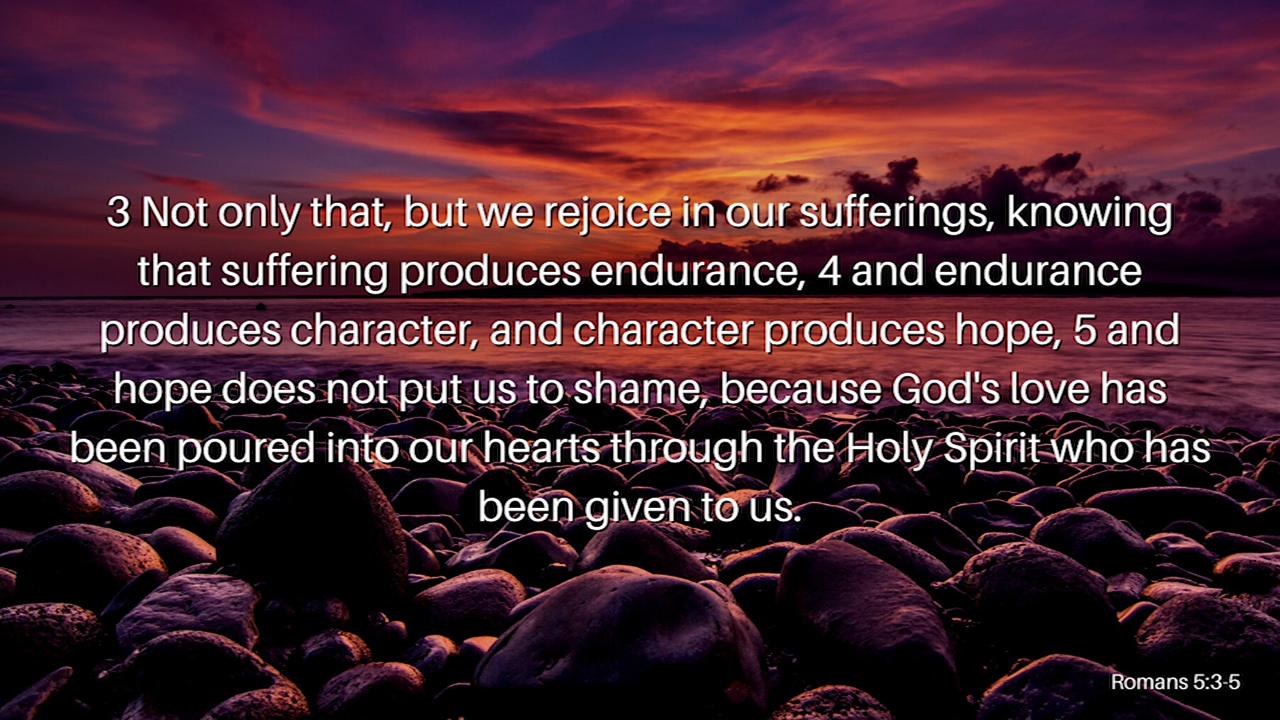 3 Not only that, but we rejoice in our sufferings, knowing
that suffering produces endurance, 4 and endurance
produces character, and character produces hope, 5 and
hope does not put us to shame, because God's love has
been poured into our hearts through the Holy Spirit who has
been given to us.
Romans 5:3-5